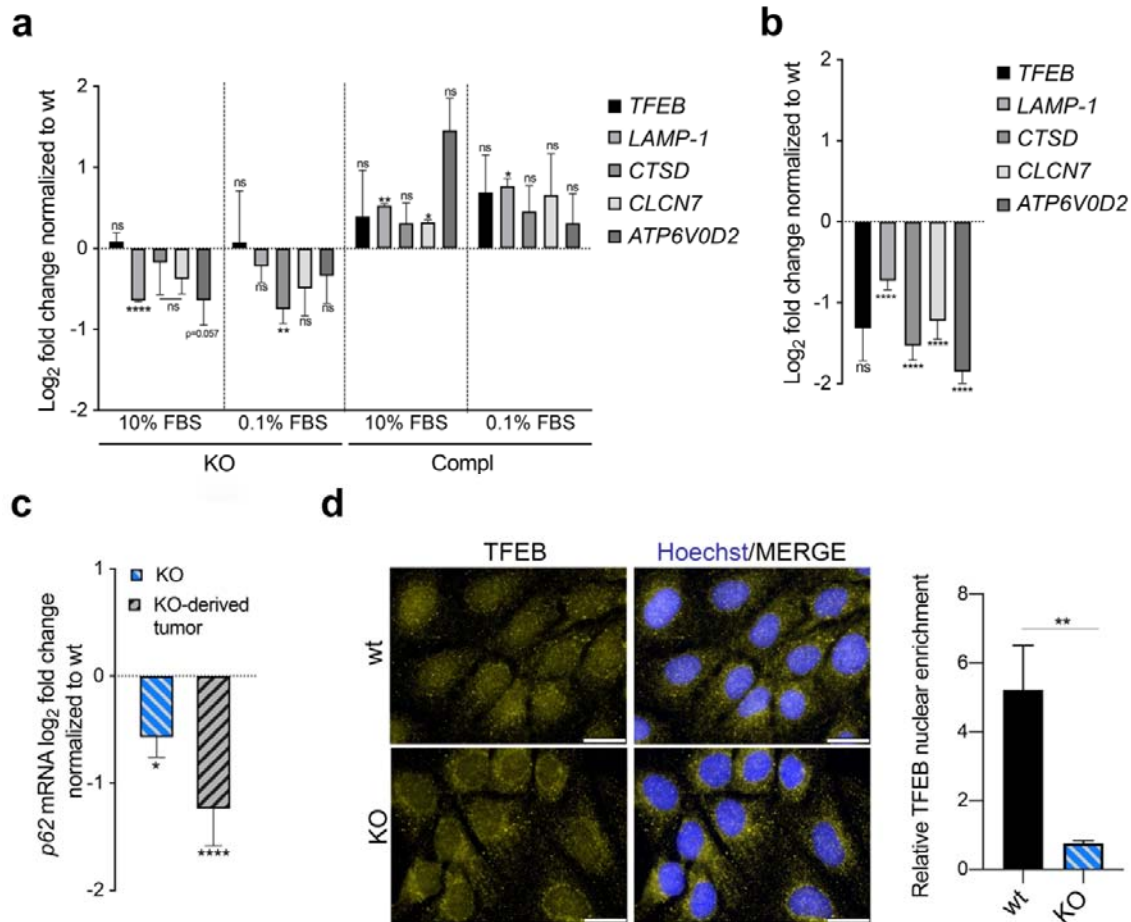 a
Log2 fold change normalized to wt
2
1
0
-1
-2
ns
****
ns
p=0.057
ns
ns
**
ns
ns
ns
**
ns
*
ns
ns
*
ns
ns
ns
10% FBS
0.1% FBS
10% FBS
0.1% FBS
KO
Compl
TFEB
LAMP-1
CTSD
CLCN7
ATP6V0D2
b
Log2 fold change normalized to wt
2
1
0
-1
-2
ns
****
****
****
****
TFEB
LAMP-1
CTSD
CLCN7
ATP6V0D2
c
p62 mRNA log2 fold change
normalized to wt
1
0
-1
-2
KO
KO-derived
tumor
*
****
d
TFEB
Hoechst/MERGE
wt
KO
Relative TFEB nuclear enrichment
8
6
4
2
0
**
wt
KO